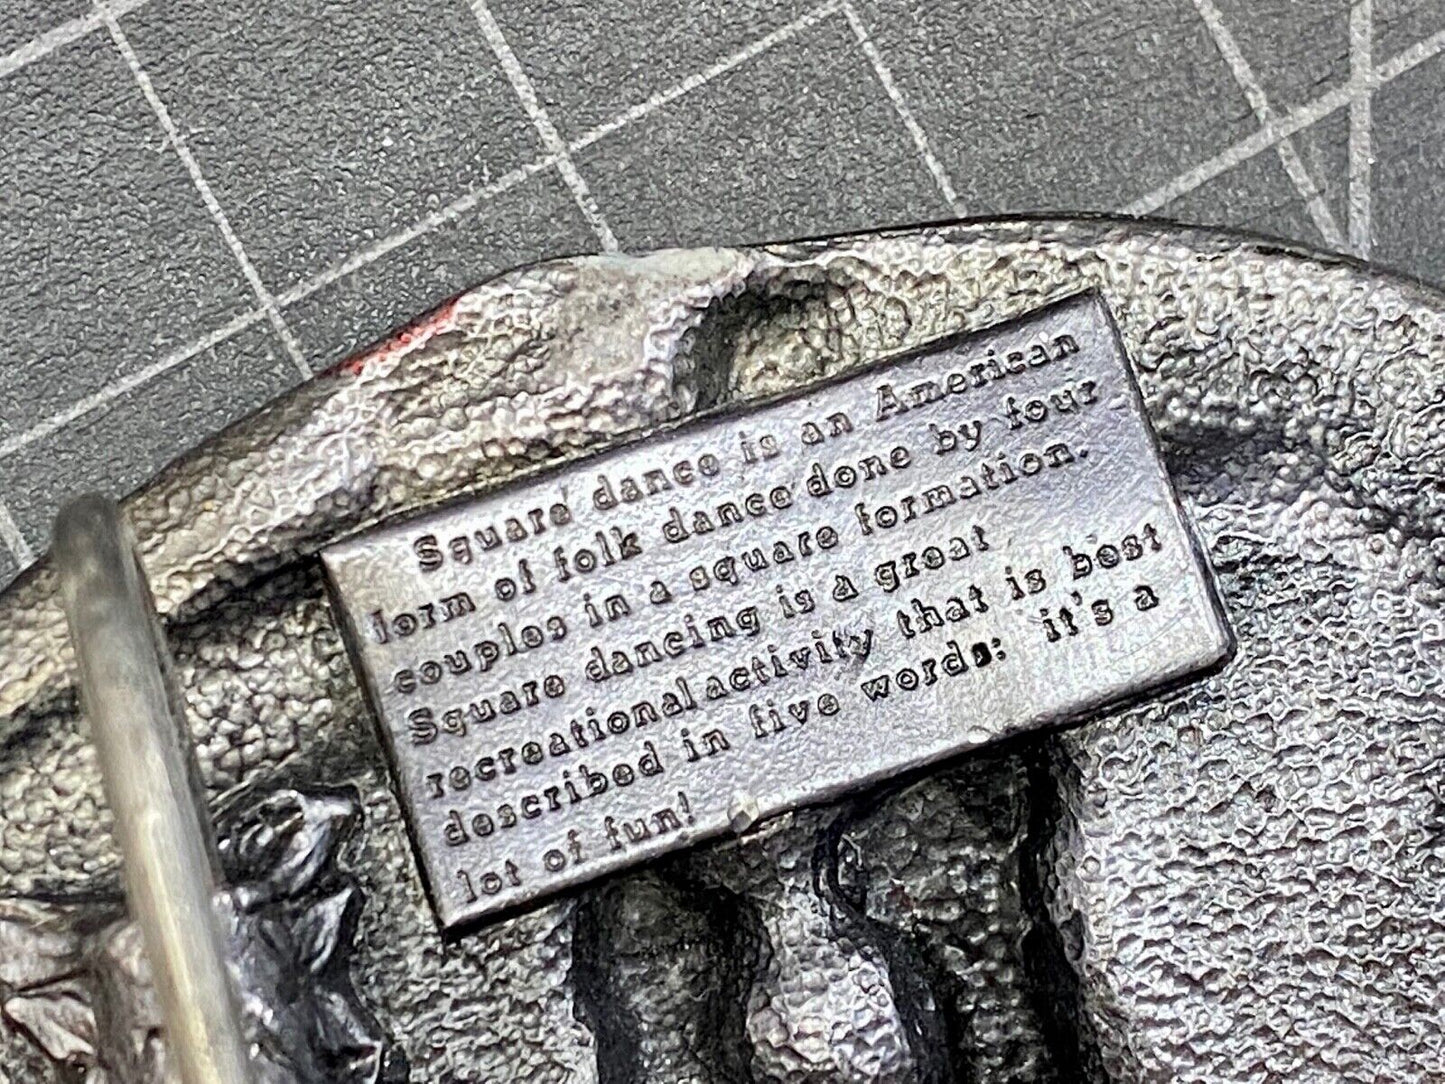 Square dance is an American
form of folk dance done by four
couples in a square formation.
Square dancing is a great
recreational activity that is best
described in five words: it's a
lot of fun!